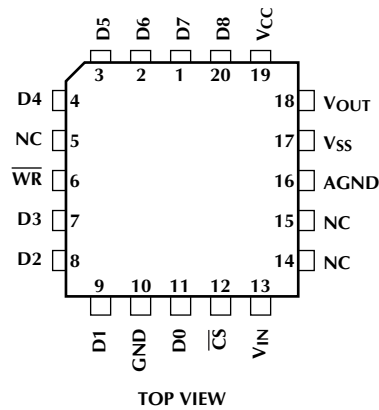 D5 D6 D7 D8 VCC
3 2 1 20 19
D4 4 18 VOUT
NC 5 17 VSS
W̅R̅ 6 16 AGND
D3 7 15 NC
D2 8 14 NC
9 10 11 12 13
D1 GND D0 C̅S̅ VIN
TOP VIEW